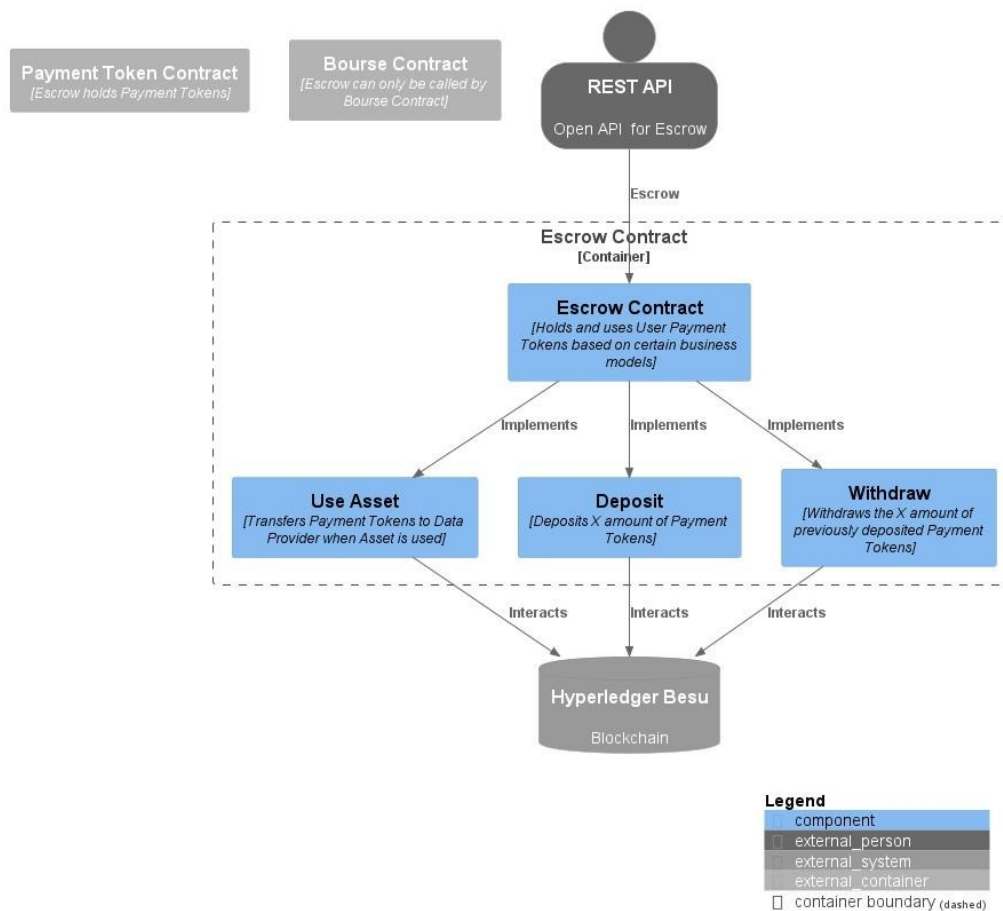 Payment Token Contract
[Escrow holds Payment Tokens]
Bourse Contract
[Escrow can only be called by
Bourse Contract]
REST API
Open API for Escrow
Escrow
Escrow Contract
[Container]
Escrow Contract
[Holds and uses User Payment
Tokens based on certain business
models]
Implements
Implements
Implements
Use Asset
[Transfers Payment Tokens to Data
Provider when Asset is used]
Deposit
[Deposits X amount of Payment
Tokens]
Withdraw
[Withdraws the X amount of
previously deposited Payment
Tokens]
Interacts
Interacts
Interacts
Hyperledger Besu
Blockchain
Legend
component
external_person
external_system
external_container
container boundary (dashed)